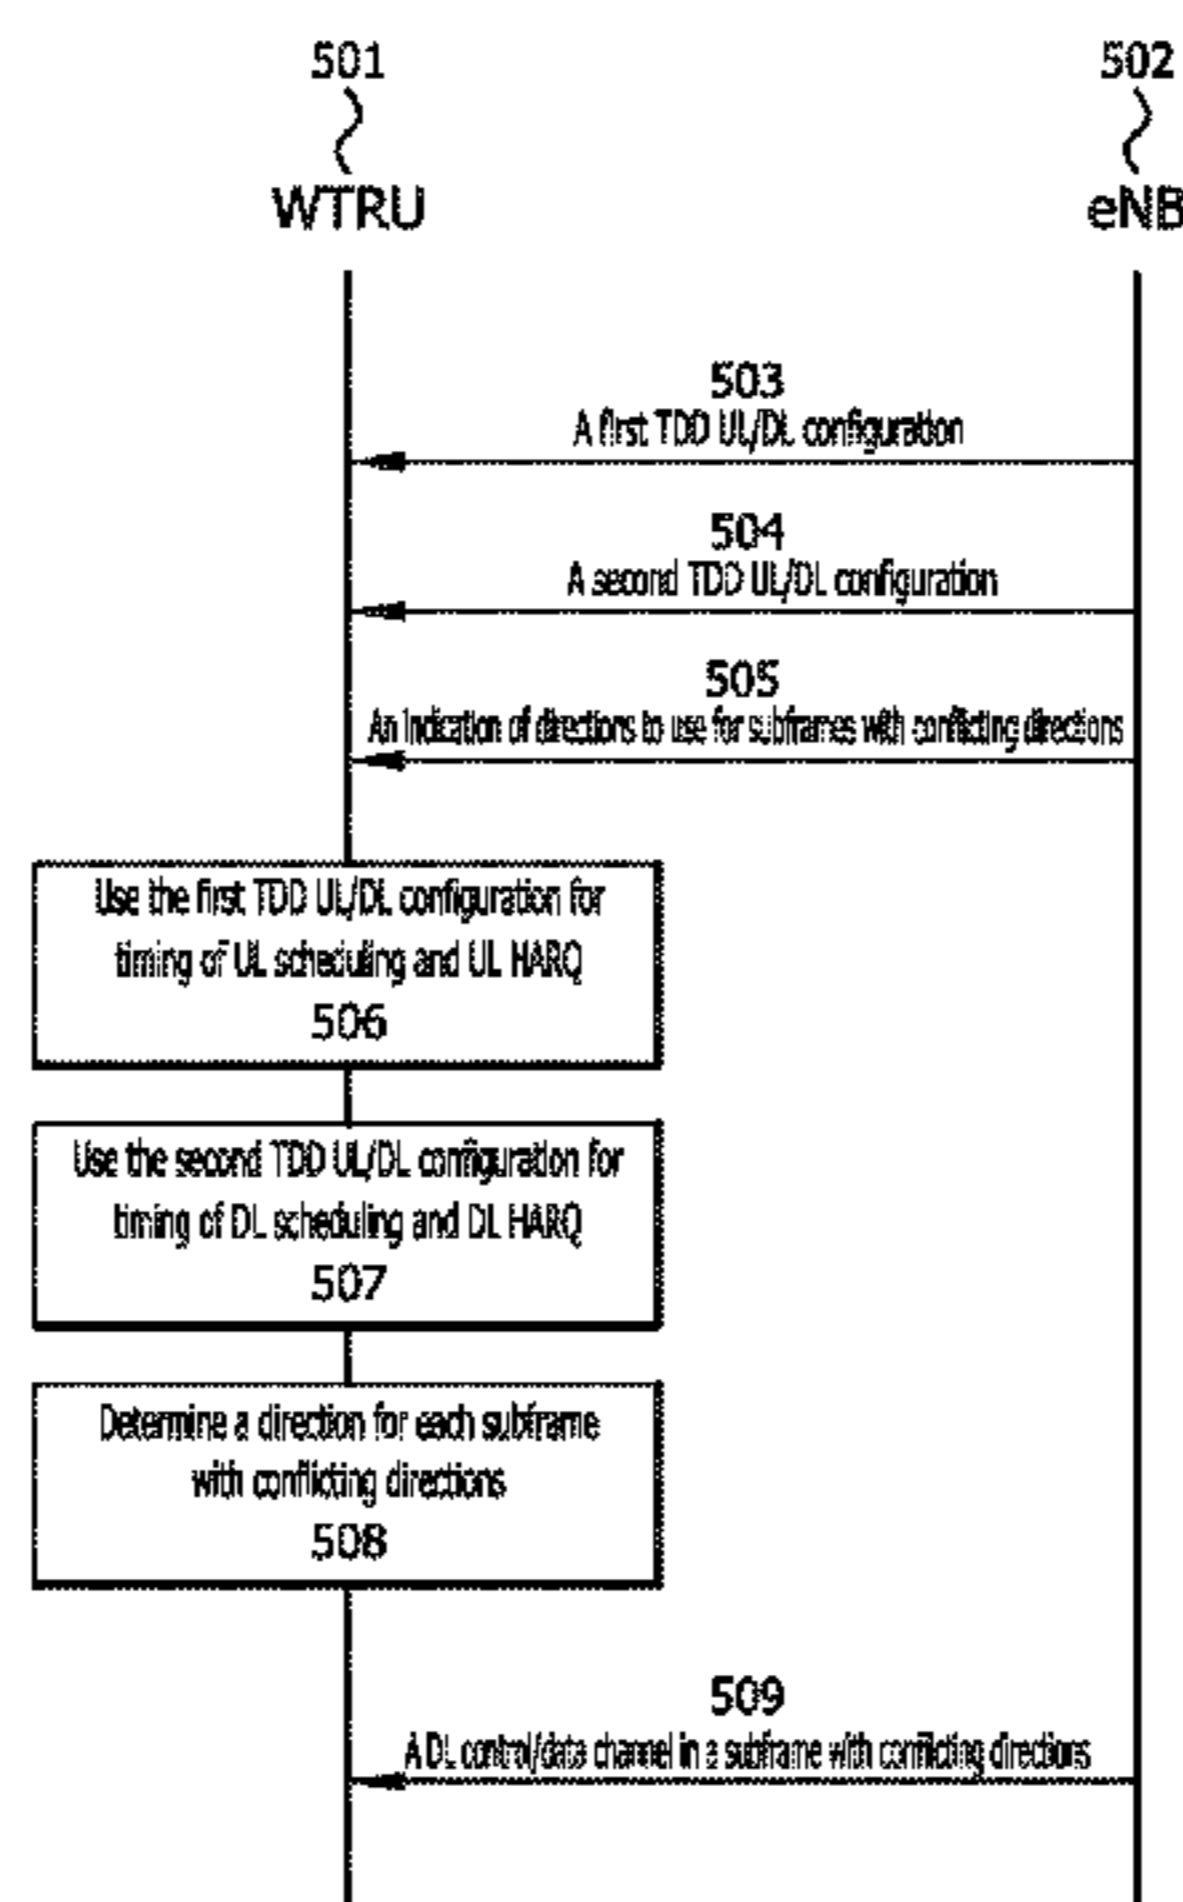 501
502
WTRU
eNB
503
A first TDD UL/DL configuration
504
A second TDD UL/DL configuration
505
An indication of directions to use for subframes with conflicting directions
Use the first TDD UL/DL configuration for
timing of UL scheduling and UL HARQ
506
Use the second TDD UL/DL configuration for
timing of DL scheduling and DL HARQ
507
Determine a direction for each subframe
with conflicting directions
508
509
A DL control/data channel in a subframe with conflicting directions